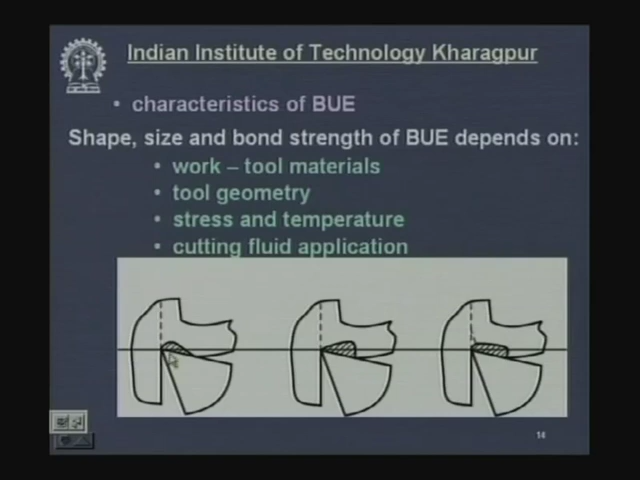 Indian Institute of Technology Kharagpur
• characteristics of BUE
Shape, size and bond strength of BUE depends on:
• work – tool materials
• tool geometry
• stress and temperature
• cutting fluid application
14